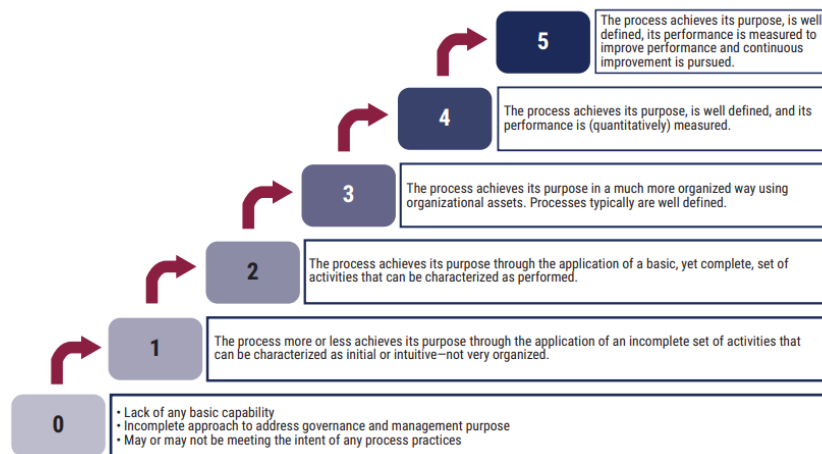 5
The process achieves its purpose, is well
defined, its performance is measured to
improve performance and continuous
improvement is pursued.
4
The process achieves its purpose, is well defined, and its
performance is (quantitatively) measured.
3
The process achieves its purpose in a much more organized way using
organizational assets. Processes typically are well defined.
2
The process achieves its purpose through the application of a basic, yet complete, set of
activities that can be characterized as performed.
1
The process more or less achieves its purpose through the application of an incomplete set of activities that
can be characterized as initial or intuitive—not very organized.
0
• Lack of any basic capability
• Incomplete approach to address governance and management purpose
• May or may not be meeting the intent of any process practices